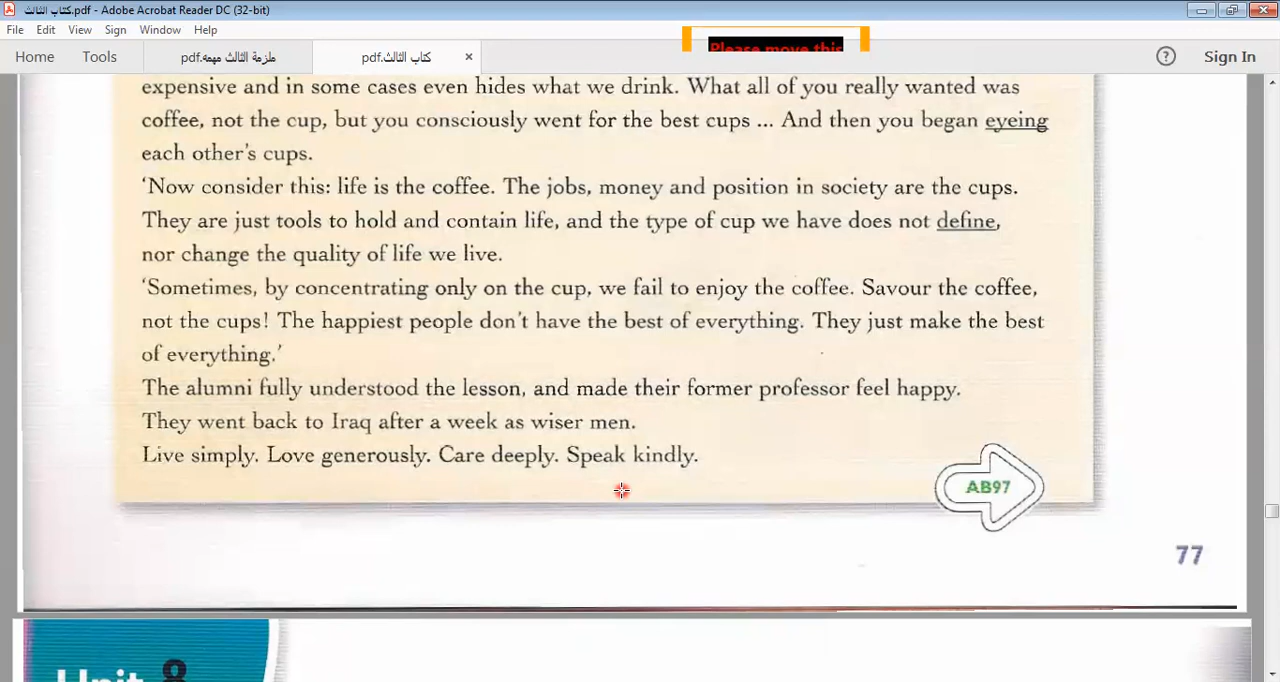 كتاب الثالث.pdf - Adobe Acrobat Reader DC (32-bit)
File Edit View Sign Window Help
Please move this
Home Tools ملزمة الثالث مهمه.pdf كتاب الثالث.pdf × ? Sign In
expensive and in some cases even hides what we drink. What all of you really wanted was
coffee, not the cup, but you consciously went for the best cups ... And then you began eyeing
each other's cups.
'Now consider this: life is the coffee. The jobs, money and position in society are the cups.
They are just tools to hold and contain life, and the type of cup we have does not define,
nor change the quality of life we live.
'Sometimes, by concentrating only on the cup, we fail to enjoy the coffee. Savour the coffee,
not the cups! The happiest people don't have the best of everything. They just make the best
of everything.'
The alumni fully understood the lesson, and made their former professor feel happy.
They went back to Iraq after a week as wiser men.
Live simply. Love generously. Care deeply. Speak kindly.
AB97
77
Unit 8